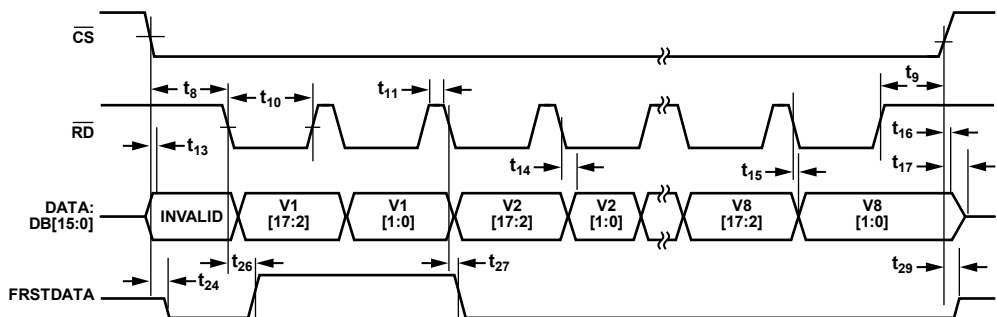 CS
t8
t10
t11
t9
RD
t13
t14
t15
t16
t17
DATA:
DB[15:0]
INVALID
V1
[17:2]
V1
[1:0]
V2
[17:2]
V2
[1:0]
V8
[17:2]
V8
[1:0]
t24
t26
t27
t29
FRSTDATA